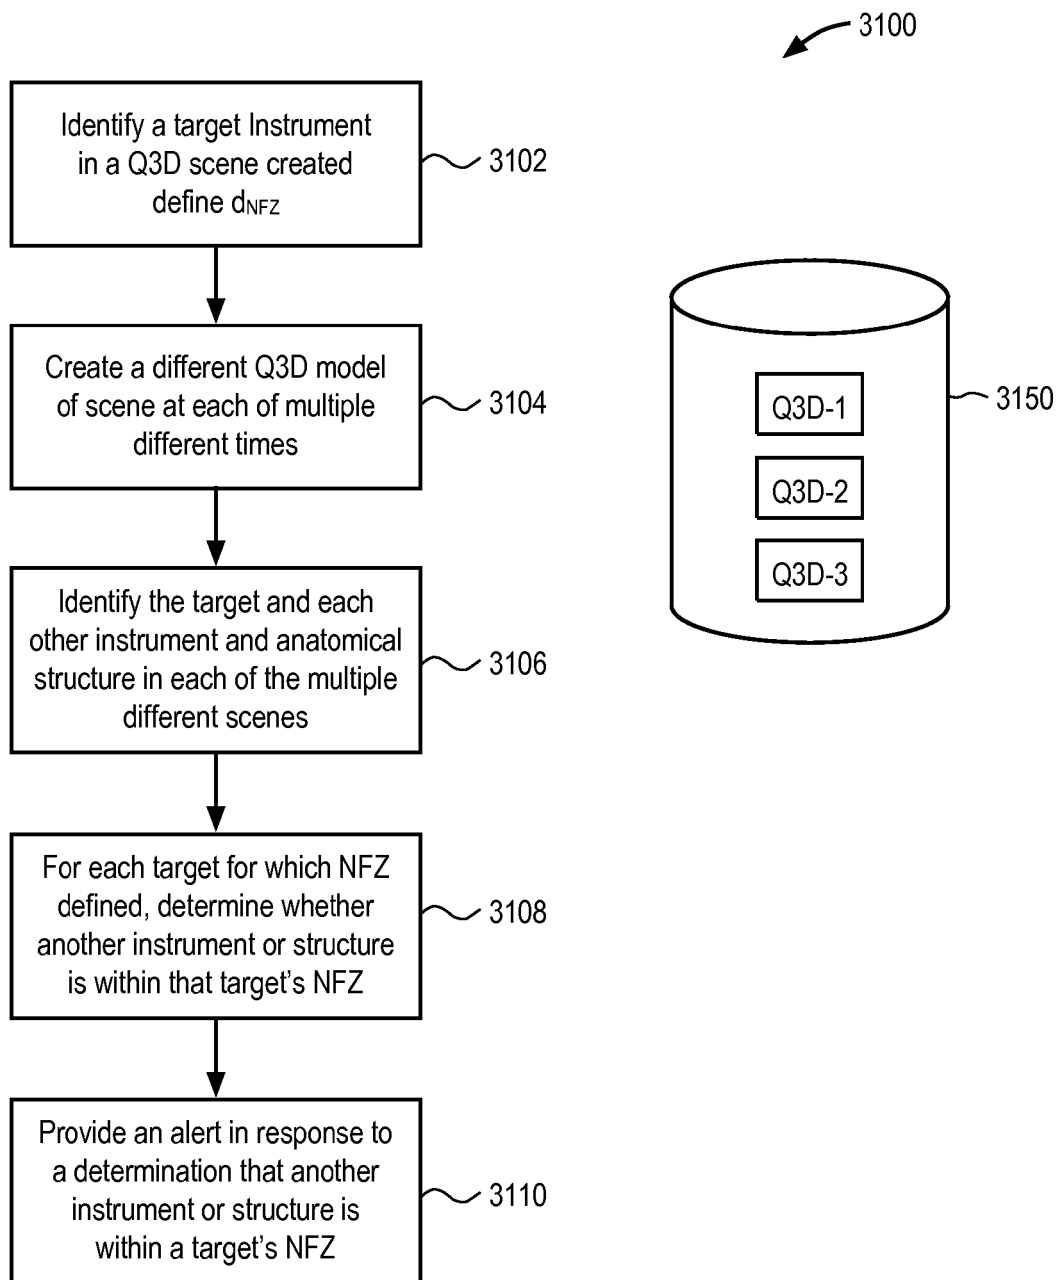 3100
Identify a target Instrument
in a Q3D scene created
define dNFZ
3102
Create a different Q3D model
of scene at each of multiple
different times
3104
Identify the target and each
other instrument and anatomical
structure in each of the multiple
different scenes
3106
For each target for which NFZ
defined, determine whether
another instrument or structure
is within that target’s NFZ
3108
Provide an alert in response to
a determination that another
instrument or structure is
within a target’s NFZ
3110
Q3D-1
Q3D-2
Q3D-3
3150